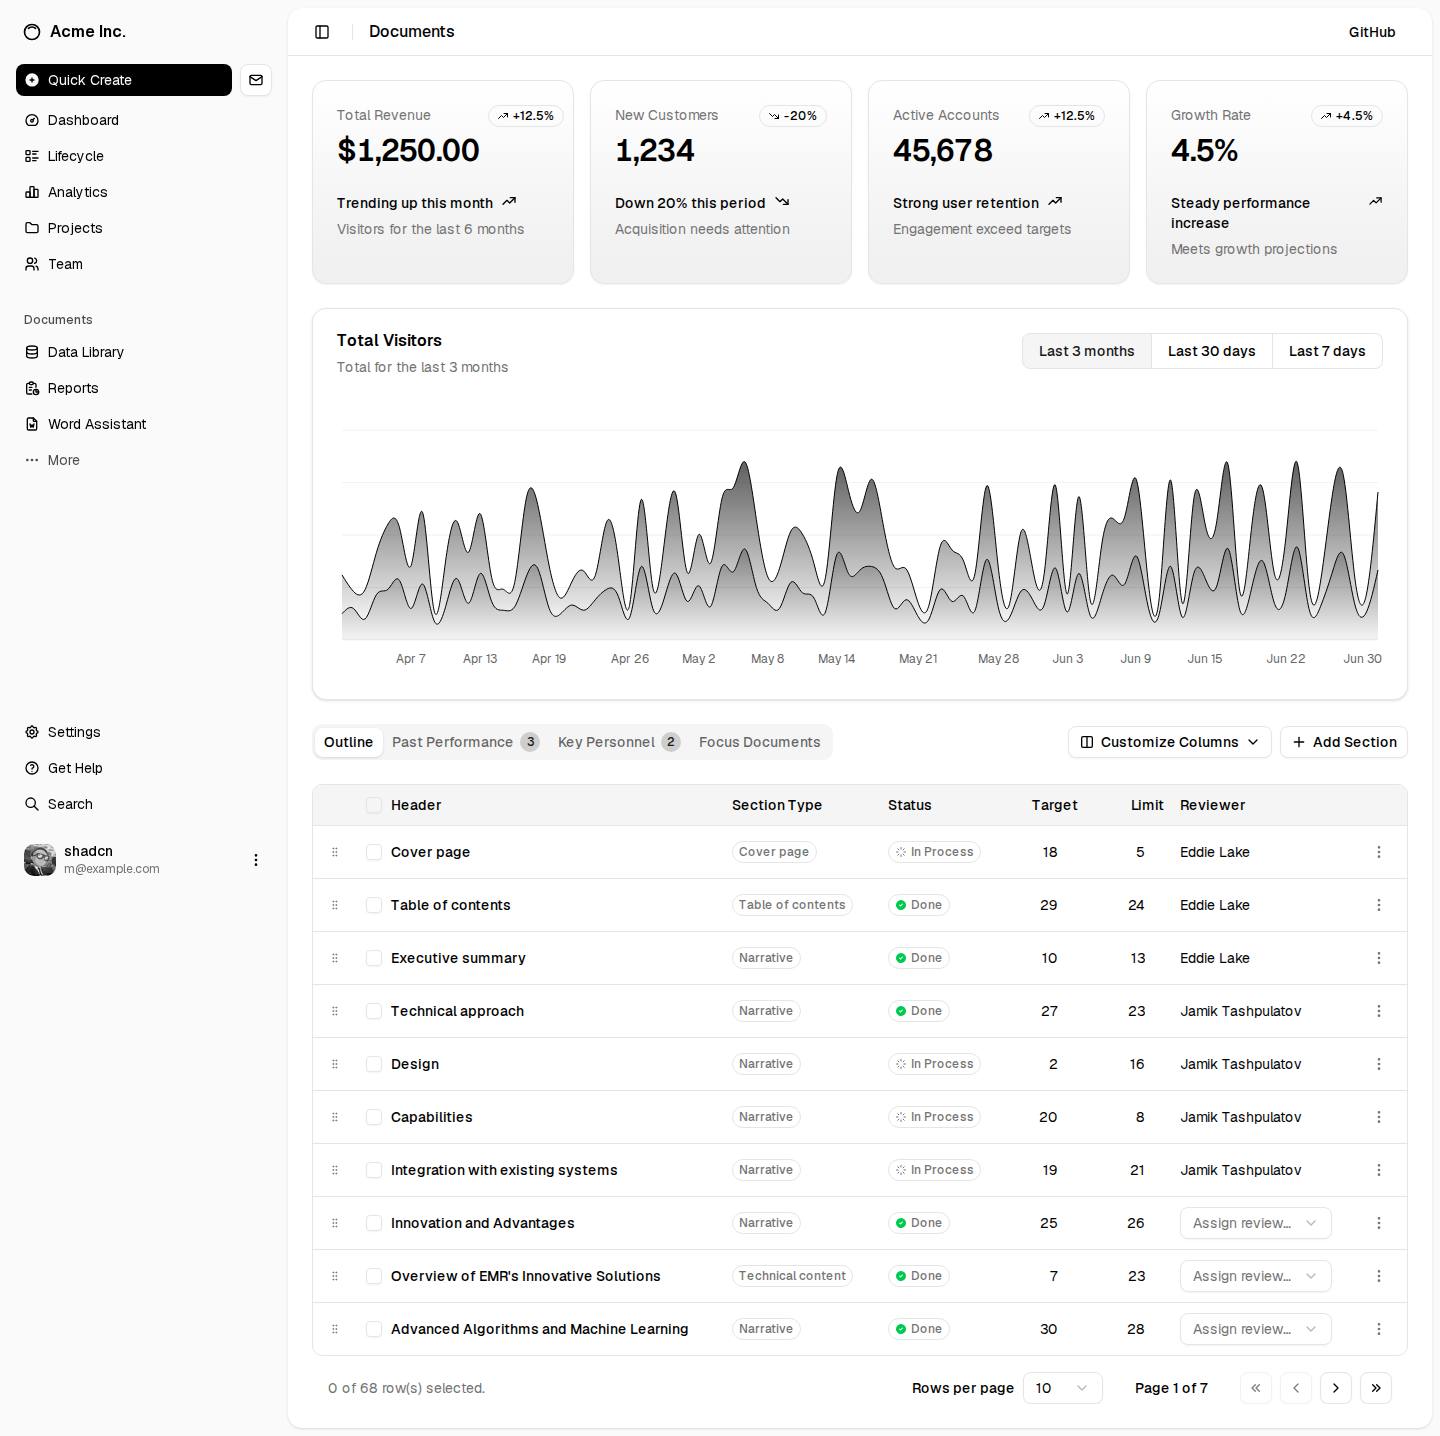 Acme Inc.
Quick Create
Dashboard
Lifecycle
Analytics
Projects
Team
Documents
Data Library
Reports
Word Assistant
More
Settings
Get Help
Search
shadcn
m@example.com
Documents
GitHub
Total Revenue
+12.5%
$1,250.00
Trending up this month
Visitors for the last 6 months
New Customers
-20%
1,234
Down 20% this period
Acquisition needs attention
Active Accounts
+12.5%
45,678
Strong user retention
Engagement exceed targets
Growth Rate
+4.5%
4.5%
Steady performance
increase
Meets growth projections
Total Visitors
Total for the last 3 months
Last 3 months Last 30 days Last 7 days
Apr 7 Apr 13 Apr 19 Apr 26 May 2 May 8 May 14 May 21 May 28 Jun 3 Jun 9 Jun 15 Jun 22 Jun 30
Outline Past Performance 3 Key Personnel 2 Focus Documents
Customize Columns Add Section
Header Section Type Status Target Limit Reviewer
Cover page Cover page In Process 18 5 Eddie Lake
Table of contents Table of contents Done 29 24 Eddie Lake
Executive summary Narrative Done 10 13 Eddie Lake
Technical approach Narrative Done 27 23 Jamik Tashpulatov
Design Narrative In Process 2 16 Jamik Tashpulatov
Capabilities Narrative In Process 20 8 Jamik Tashpulatov
Integration with existing systems Narrative In Process 19 21 Jamik Tashpulatov
Innovation and Advantages Narrative Done 25 26 Assign review…
Overview of EMR's Innovative Solutions Technical content Done 7 23 Assign review…
Advanced Algorithms and Machine Learning Narrative Done 30 28 Assign review…
0 of 68 row(s) selected.
Rows per page 10 Page 1 of 7